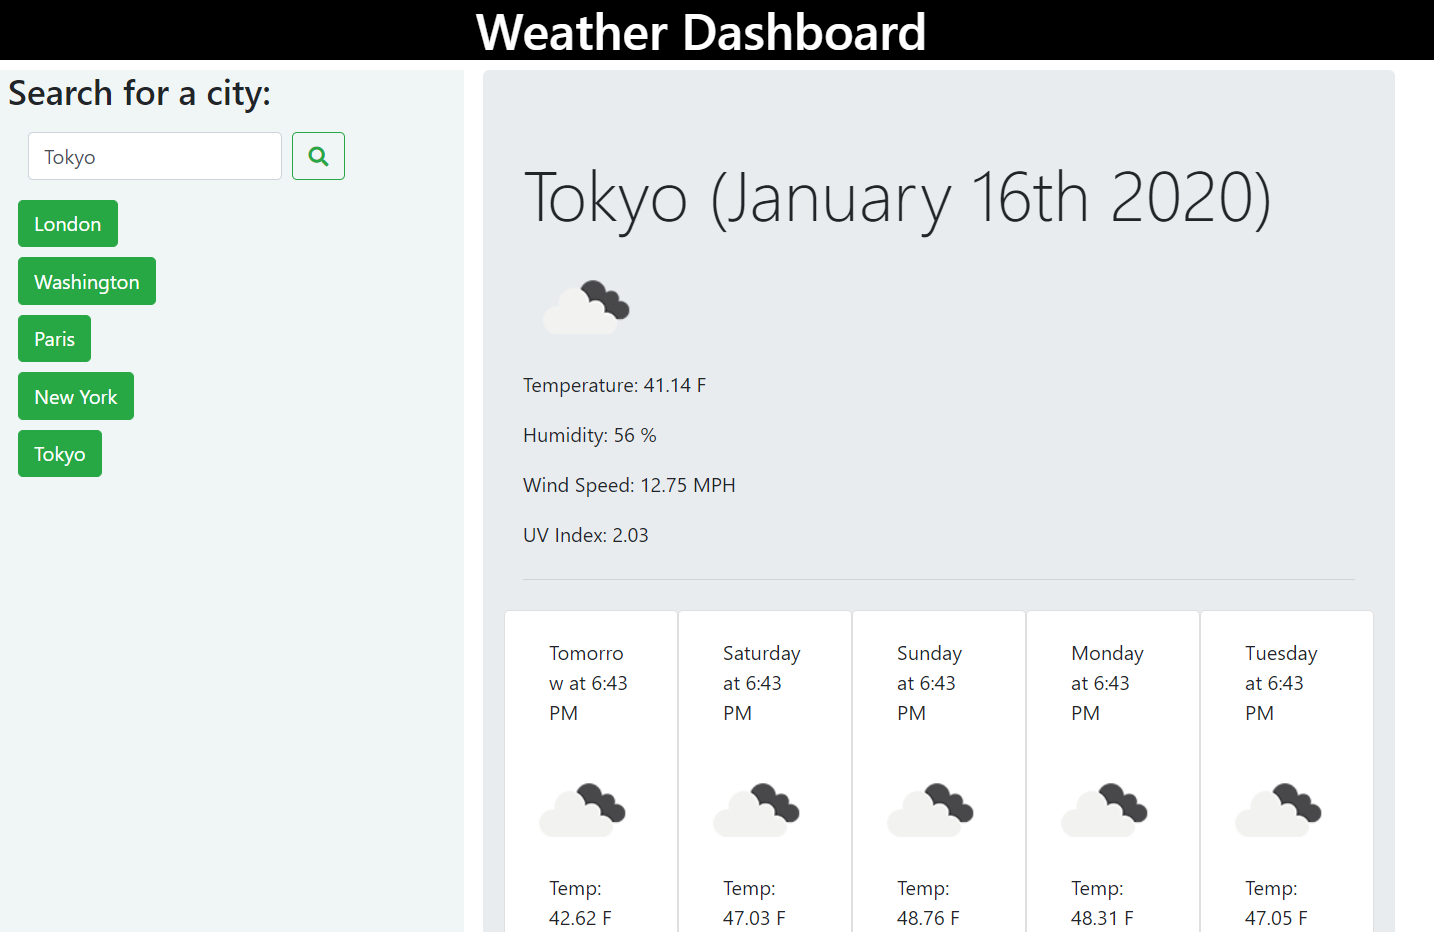 Weather Dashboard
Search for a city:
Tokyo
London
Washington
Paris
New York
Tokyo
Tokyo (January 16th 2020)
Temperature: 41.14 F
Humidity: 56 %
Wind Speed: 12.75 MPH
UV Index: 2.03
Tomorro
w at 6:43
PM
Temp:
42.62 F
Saturday
at 6:43
PM
Temp:
47.03 F
Sunday
at 6:43
PM
Temp:
48.76 F
Monday
at 6:43
PM
Temp:
48.31 F
Tuesday
at 6:43
PM
Temp:
47.05 F